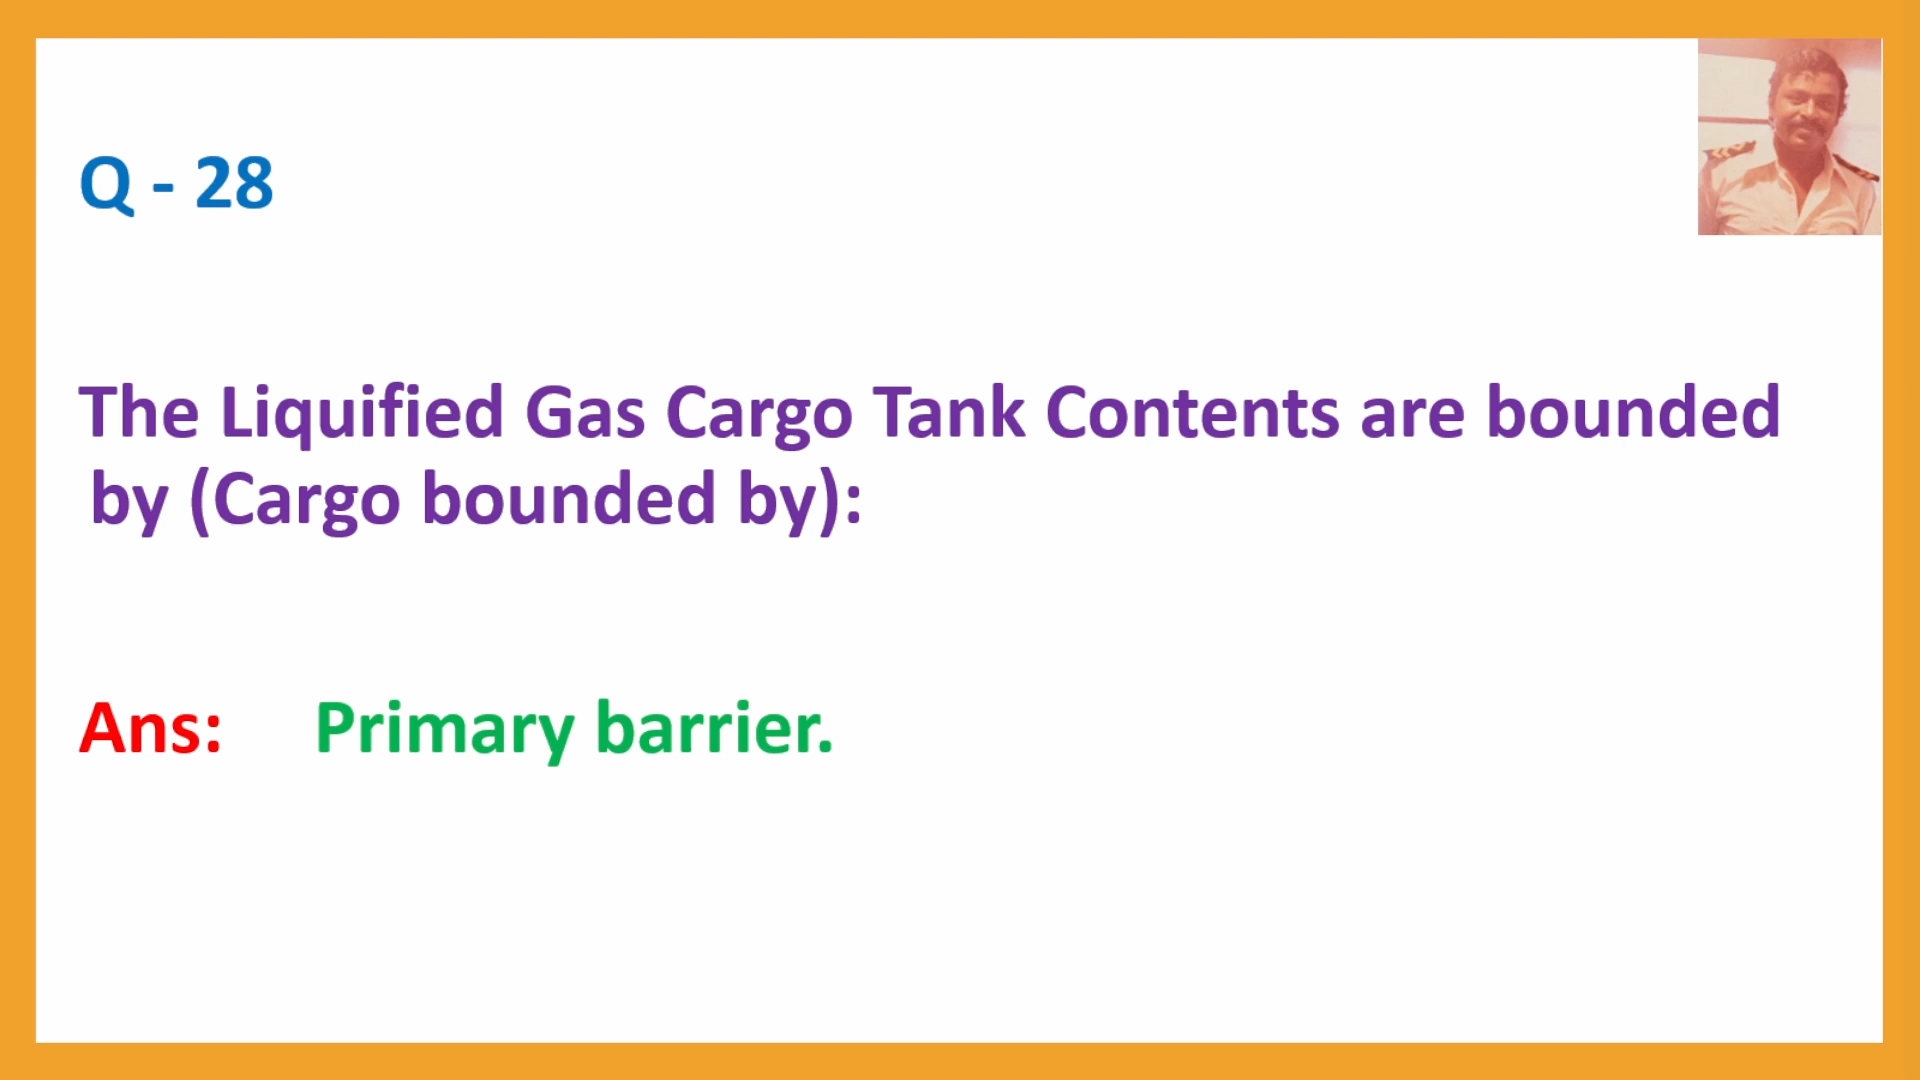 Q - 28
The Liquified Gas Cargo Tank Contents are bounded
by (Cargo bounded by):
Ans: Primary barrier.